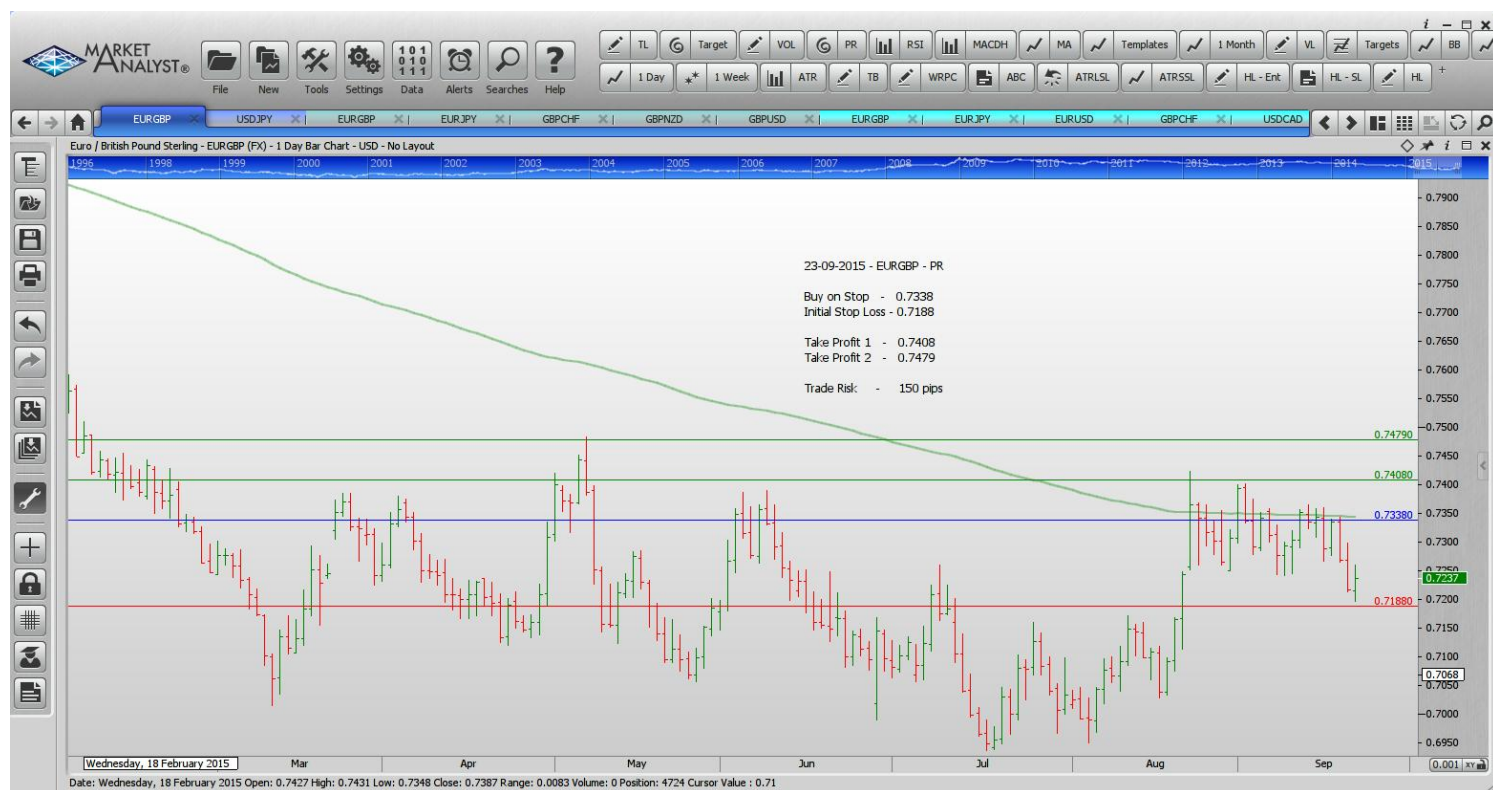 MARKET ANALYST®
File New Tools Settings Data Alerts Searches Help
TL Target VOL PR RSI MACDH MA Templates 1 Month VL Targets BB
1 Day 1 Week ATR TB WRPC ABC ATRLSL ATRSSL HL - Ent HL - SL HL
EURGBP USDJPY EURGBP EURJPY GBPCHF GBPNZD GBPUSD EURGBP EURJPY EURUSD GBPCHF USDCAD
Euro / British Pound Sterling - EURGBP (FX) - 1 Day Bar Chart - USD - No Layout
1996 1998 1999 2000 2001 2002 2003 2004 2005 2006 2007 2008 2009 2010 2011 2012 2013 2014 2015
23-09-2015 - EURGBP - PR
Buy on Stop - 0.7338
Initial Stop Loss - 0.7188
Take Profit 1 - 0.7408
Take Profit 2 - 0.7479
Trade Risk - 150 pips
0.7900
0.7850
0.7800
0.7750
0.7700
0.7650
0.7600
0.7550
0.7500
0.74790
0.7450
0.74080
0.7400
0.7350
0.73380
0.7300
0.7250
0.7237
0.71880
0.7200
0.7150
0.7100
0.7068
0.7050
0.7000
0.6950
Wednesday, 18 February 2015 Mar Apr May Jun Jul Aug Sep 0.001 XY
Date: Wednesday, 18 February 2015 Open: 0.7427 High: 0.7431 Low: 0.7348 Close: 0.7387 Range: 0.0083 Volume: 0 Position: 4724 Cursor Value : 0.71